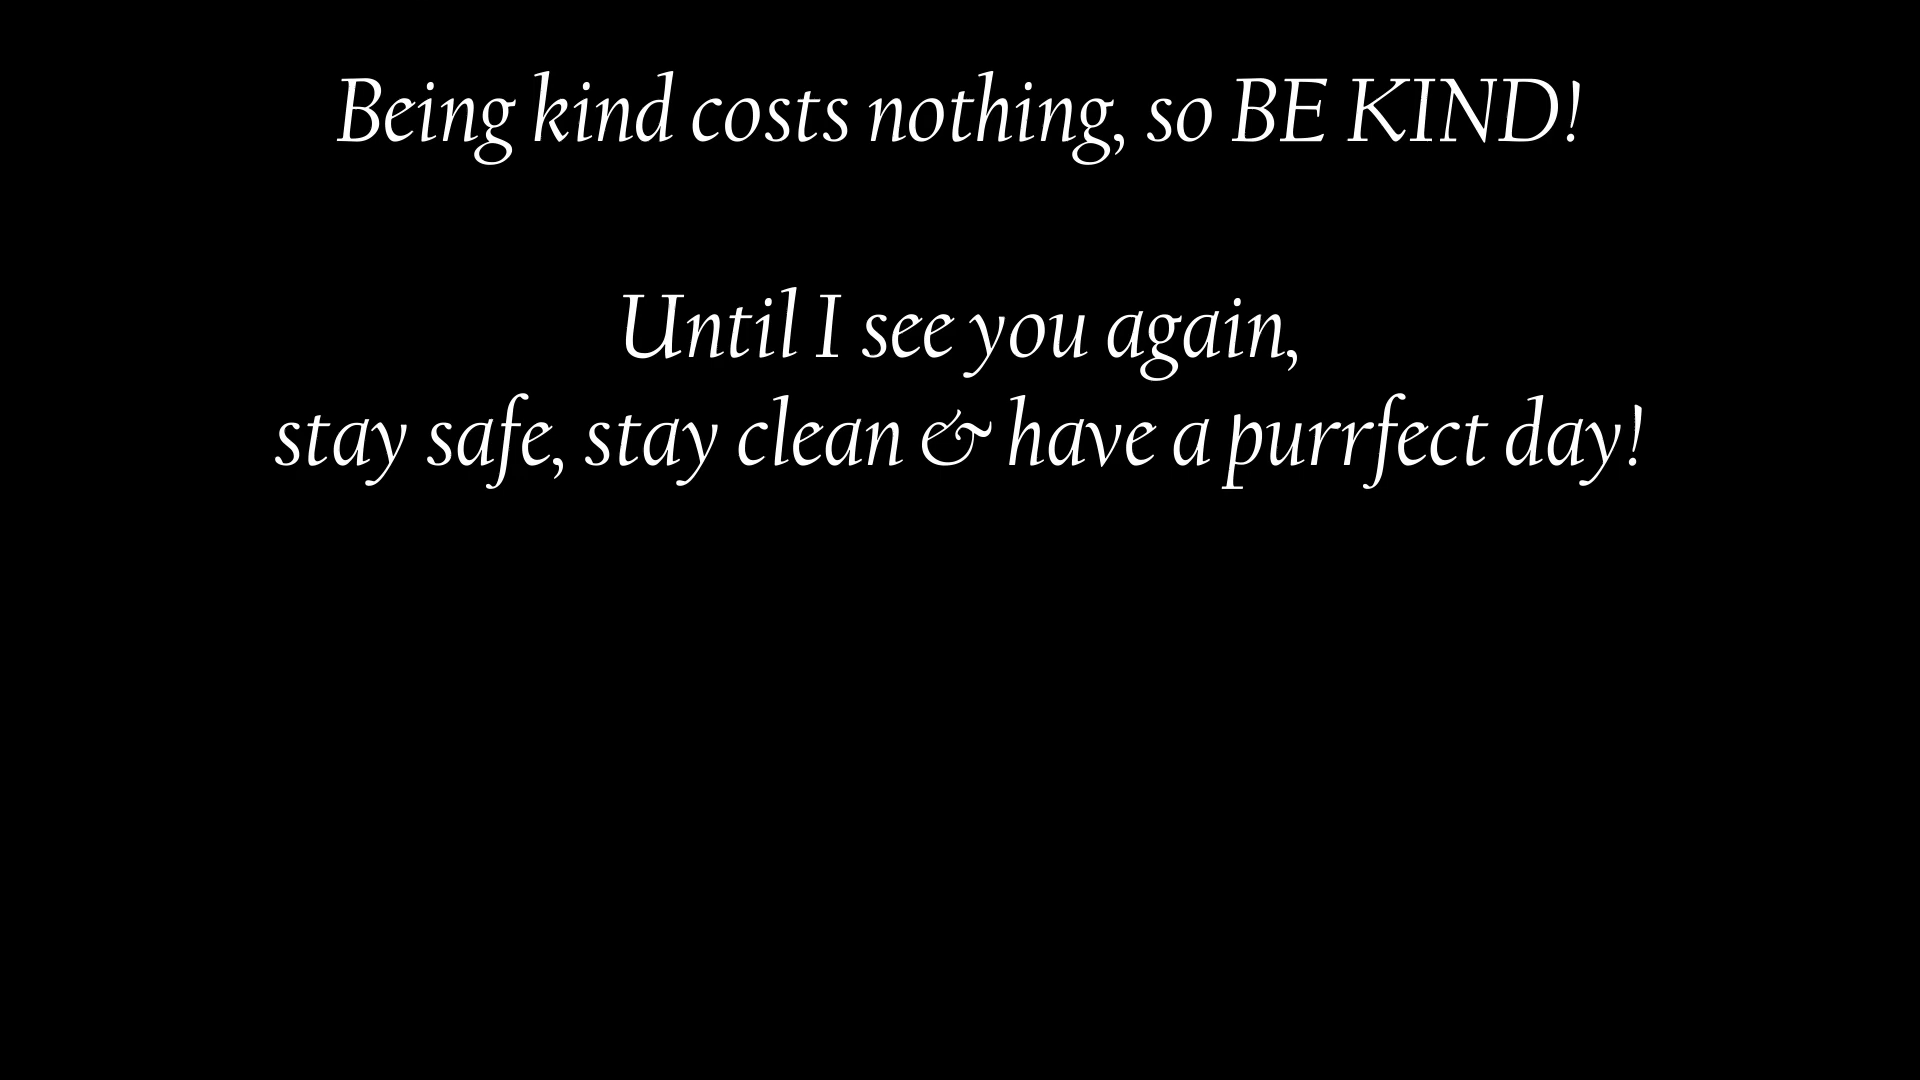 Being kind costs nothing, so BE KIND!
Until I see you again,
stay safe, stay clean & have a purrfect day!